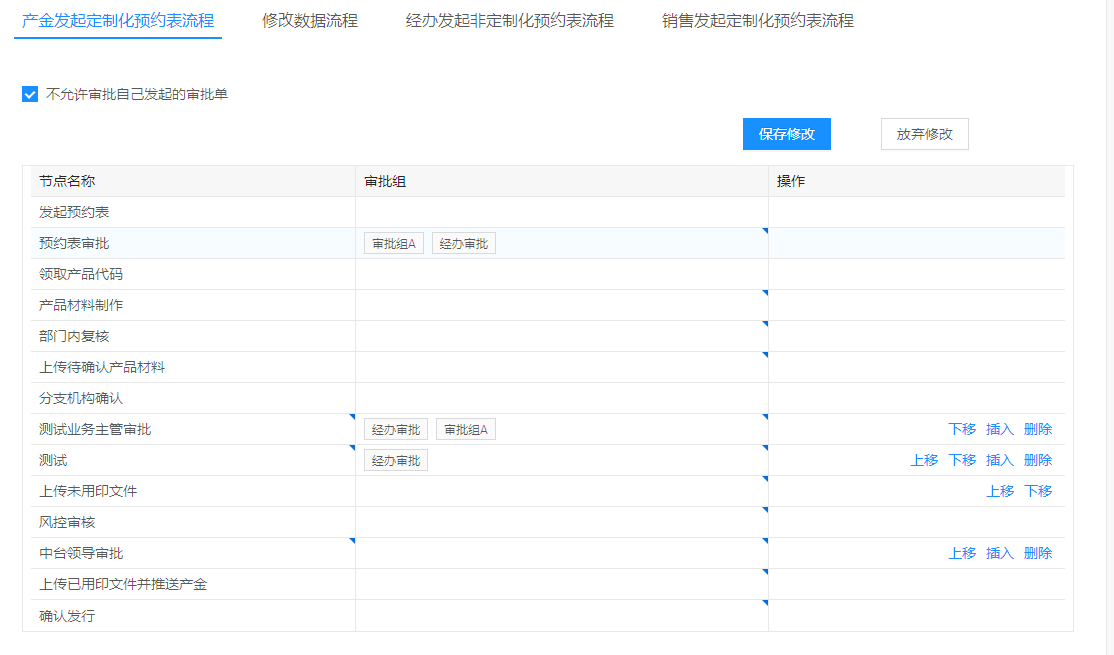 产金发起定制化预约表流程 修改数据流程 经办发起非定制化预约表流程 销售发起定制化预约表流程
不允许审批自己发起的审批单
保存修改 放弃修改
节点名称 审批组 操作
发起预约表
预约表审批 审批组A 经办审批
领取产品代码
产品材料制作
部门内复核
上传待确认产品材料
分支机构确认
测试业务主管审批 经办审批 审批组A 下移 插入 删除
测试 经办审批 上移 下移 插入 删除
上传未用印文件 上移 下移
风控审核
中台领导审批 上移 插入 删除
上传已用印文件并推送产金
确认发行